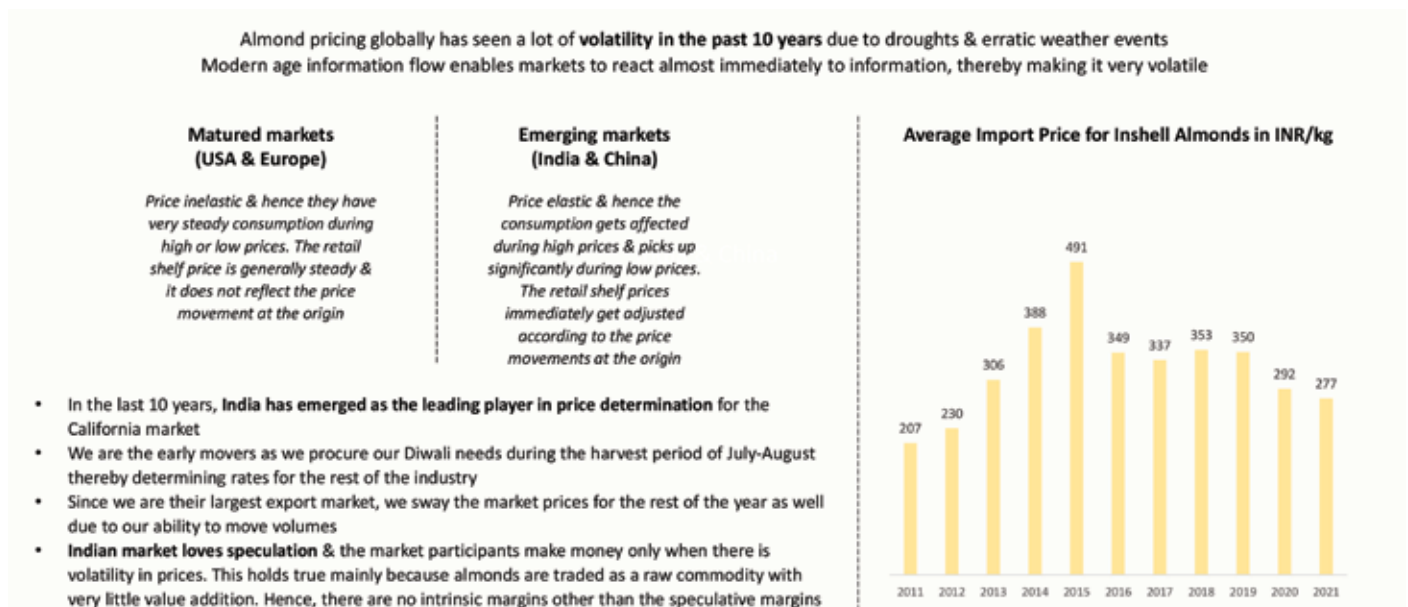 Almond pricing globally has seen a lot of volatility in the past 10 years due to droughts & erratic weather events
Modern age information flow enables markets to react almost immediately to information, thereby making it very volatile
Matured markets
(USA & Europe)
Price inelastic & hence they have
very steady consumption during
high or low prices. The retail
shelf price is generally steady &
it does not reflect the price
movement at the origin
Emerging markets
(India & China)
Price elastic & hence the
consumption gets affected
during high prices & picks up
significantly during low prices.
The retail shelf prices
immediately get adjusted
according to the price
movements at the origin
& China
• In the last 10 years, India has emerged as the leading player in price determination for the
California market
• We are the early movers as we procure our Diwali needs during the harvest period of July-August
thereby determining rates for the rest of the industry
• Since we are their largest export market, we sway the market prices for the rest of the year as well
due to our ability to move volumes
• Indian market loves speculation & the market participants make money only when there is
volatility in prices. This holds true mainly because almonds are traded as a raw commodity with
very little value addition. Hence, there are no intrinsic margins other than the speculative margins
Average Import Price for Inshell Almonds in INR/kg
207
230
306
388
491
349
337
353
350
292
277
2011 2012 2013 2014 2015 2016 2017 2018 2019 2020 2021